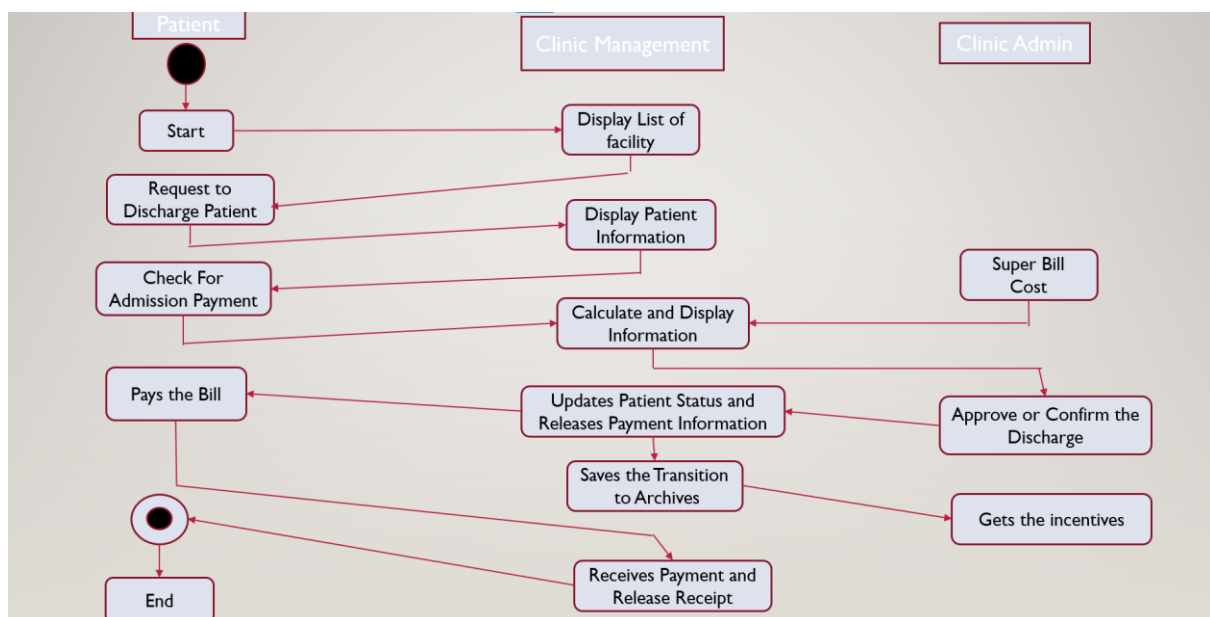 Patient
Clinic Management
Clinic Admin
Start
Display List of
facility
Request to
Discharge Patient
Display Patient
Information
Check For
Admission Payment
Super Bill
Cost
Calculate and Display
Information
Pays the Bill
Updates Patient Status and
Releases Payment Information
Approve or Confirm the
Discharge
Saves the Transition
to Archives
Gets the incentives
Receives Payment and
Release Receipt
End